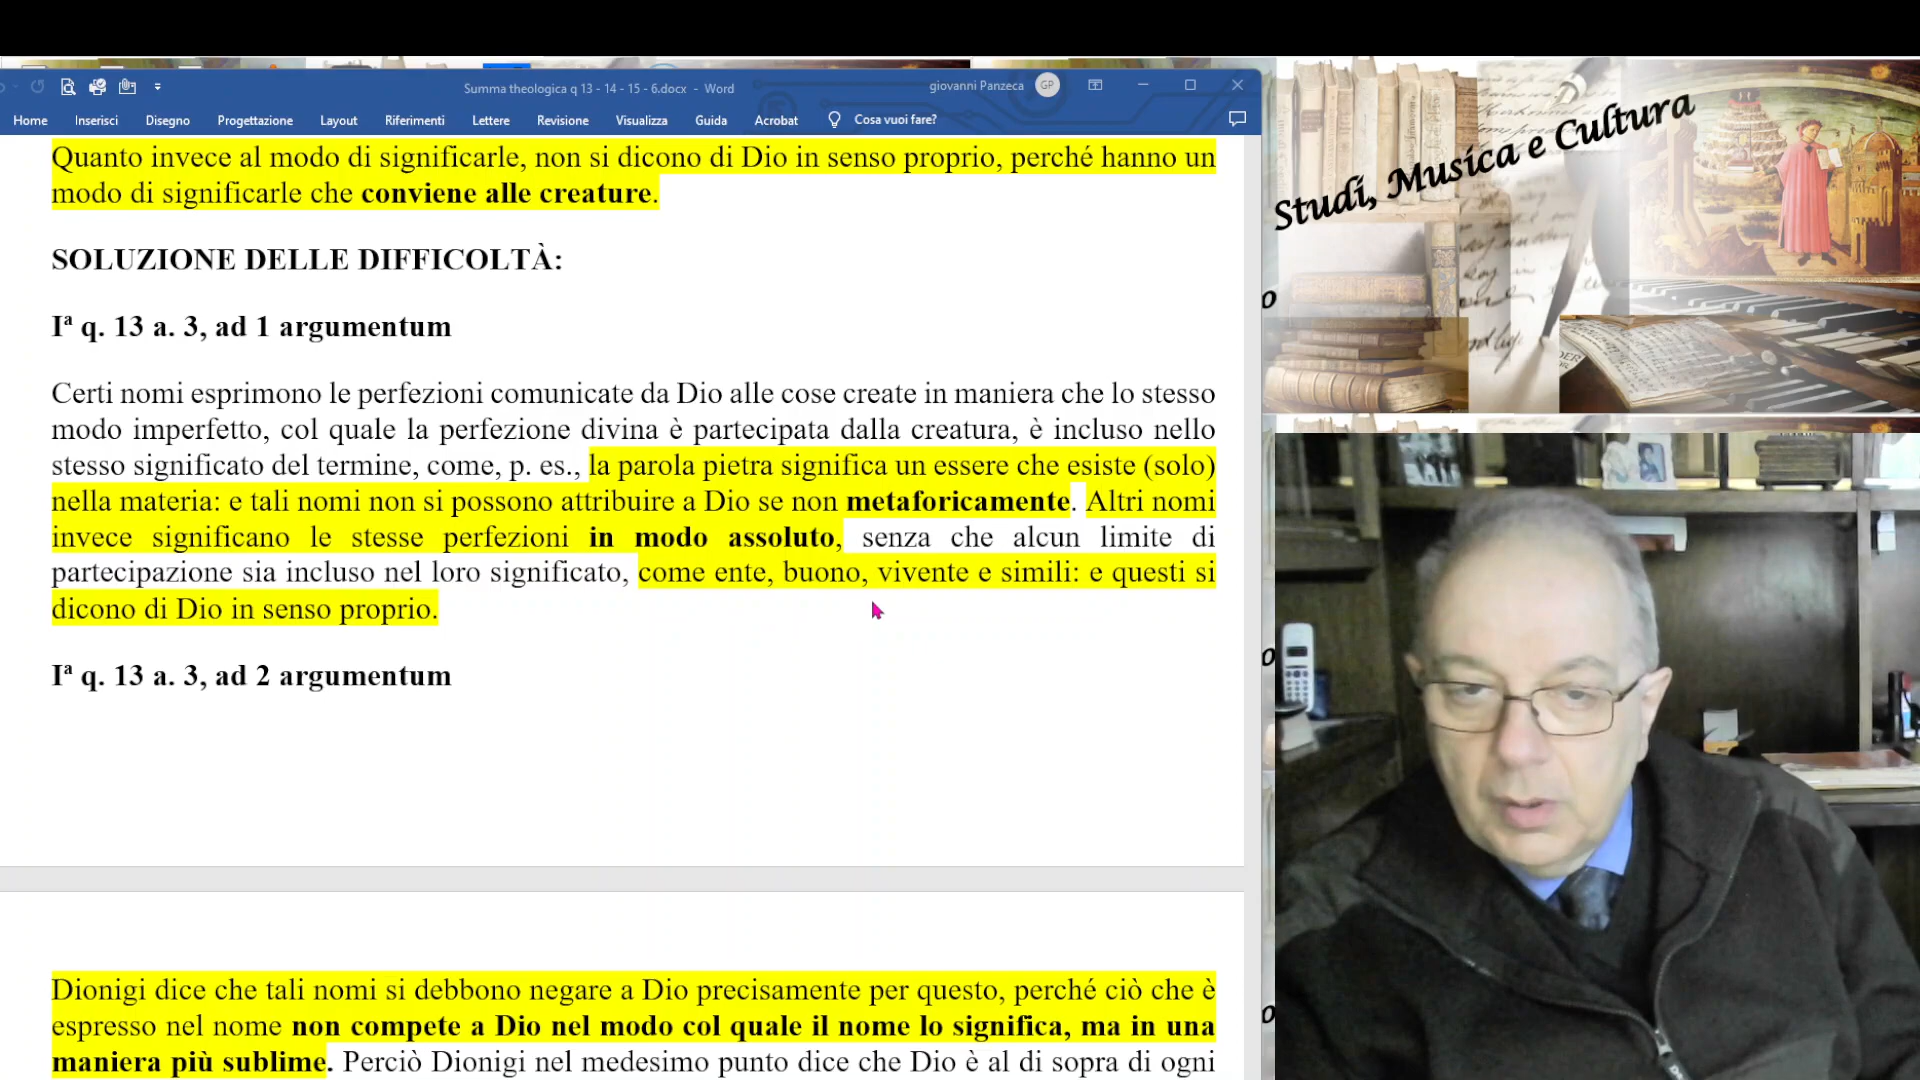 Summa theologica q 13 - 14 - 15 - 6.docx - Word
giovanni Panzeca
GP
Home Inserisci Disegno Progettazione Layout Riferimenti Lettere Revisione Visualizza Guida Acrobat Cosa vuoi fare?
Quanto invece al modo di significarle, non si dicono di Dio in senso proprio, perché hanno un
modo di significarle che conviene alle creature.
SOLUZIONE DELLE DIFFICOLTÀ:
Iª q. 13 a. 3, ad 1 argumentum
Certi nomi esprimono le perfezioni comunicate da Dio alle cose create in maniera che lo stesso
modo imperfetto, col quale la perfezione divina è partecipata dalla creatura, è incluso nello
stesso significato del termine, come, p. es., la parola pietra significa un essere che esiste (solo)
nella materia: e tali nomi non si possono attribuire a Dio se non metaforicamente. Altri nomi
invece significano le stesse perfezioni in modo assoluto, senza che alcun limite di
partecipazione sia incluso nel loro significato, come ente, buono, vivente e simili: e questi si
dicono di Dio in senso proprio.
Iª q. 13 a. 3, ad 2 argumentum
Dionigi dice che tali nomi si debbono negare a Dio precisamente per questo, perché ciò che è
espresso nel nome non compete a Dio nel modo col quale il nome lo significa, ma in una
maniera più sublime. Perciò Dionigi nel medesimo punto dice che Dio è al di sopra di ogni
Studi, Musica e Cultura